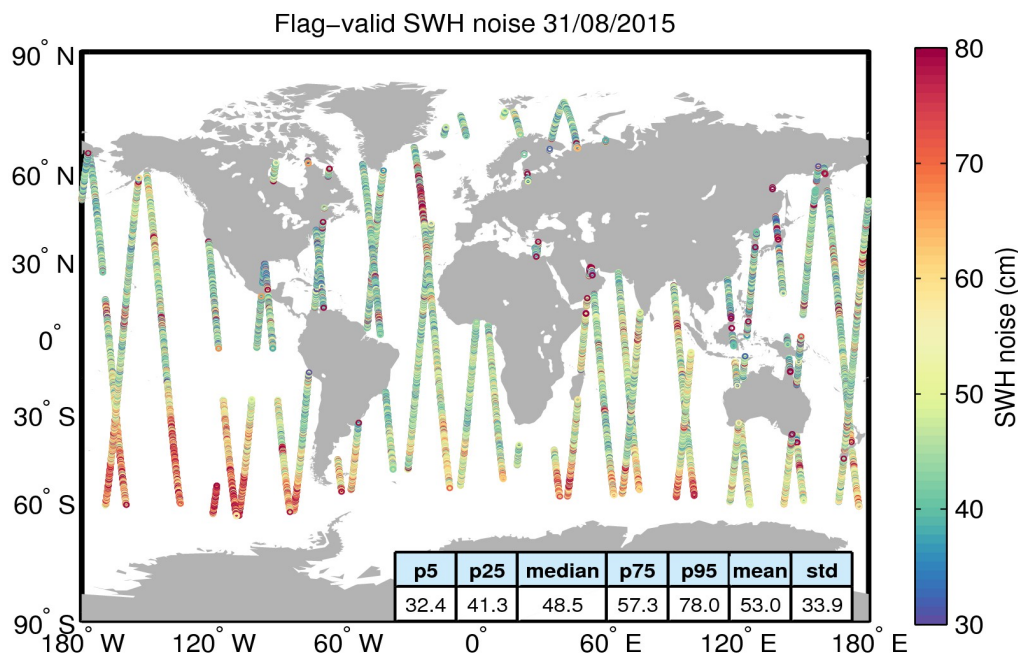 Flag−valid SWH noise 31/08/2015
90° N
60° N
30° N
0°
30° S
60° S
90° S
180° W
120° W
60° W
0°
60° E
120° E
180° E
80
70
60
50
40
30
SWH noise (cm)
p5 p25 median p75 p95 mean std
32.4 41.3 48.5 57.3 78.0 53.0 33.9